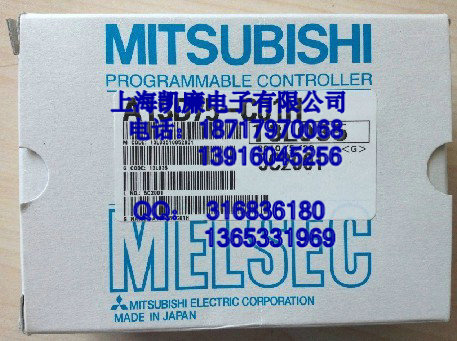 MITSUBISHI
PROGRAMMABLE CONTROLLER
上海凯廉电子有限公司
电话：18717970068
13916045256
<G>
QQ： 316836180
1365331969
MELSEC
MITSUBISHI ELECTRIC CORPORATION
MADE IN JAPAN